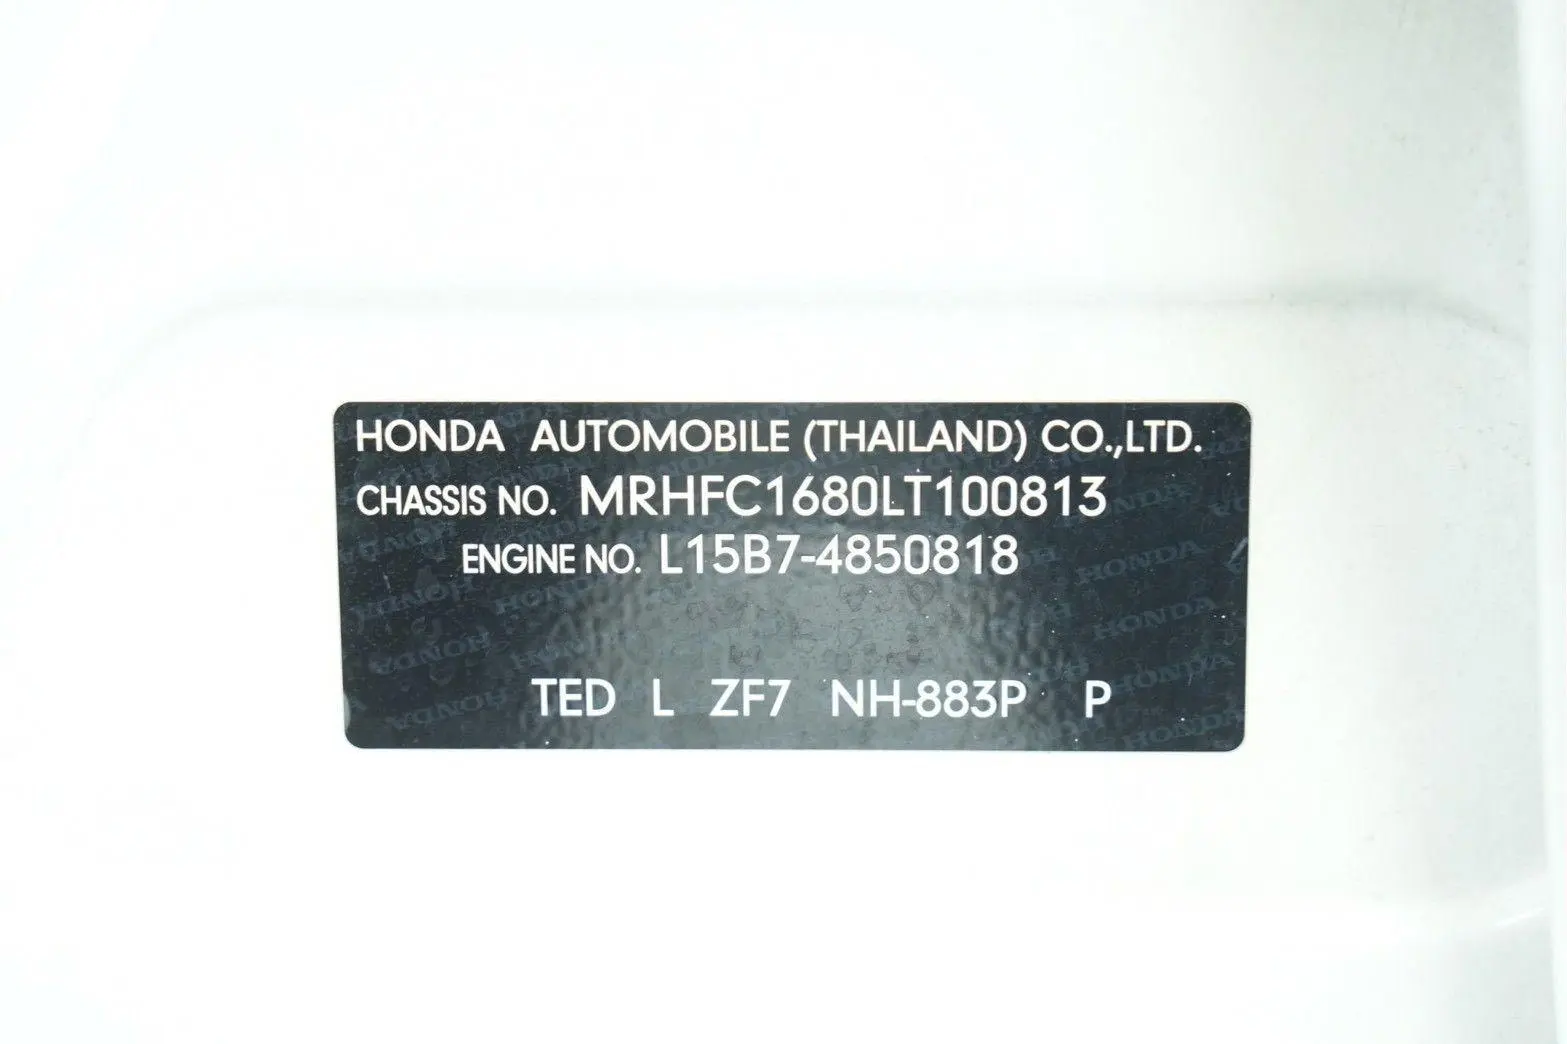 HONDA AUTOMOBILE (THAILAND) CO.,LTD.
CHASSIS NO. MRHFC1680LT100813
ENGINE NO. L15B7-4850818
TED L ZF7 NH-883P P